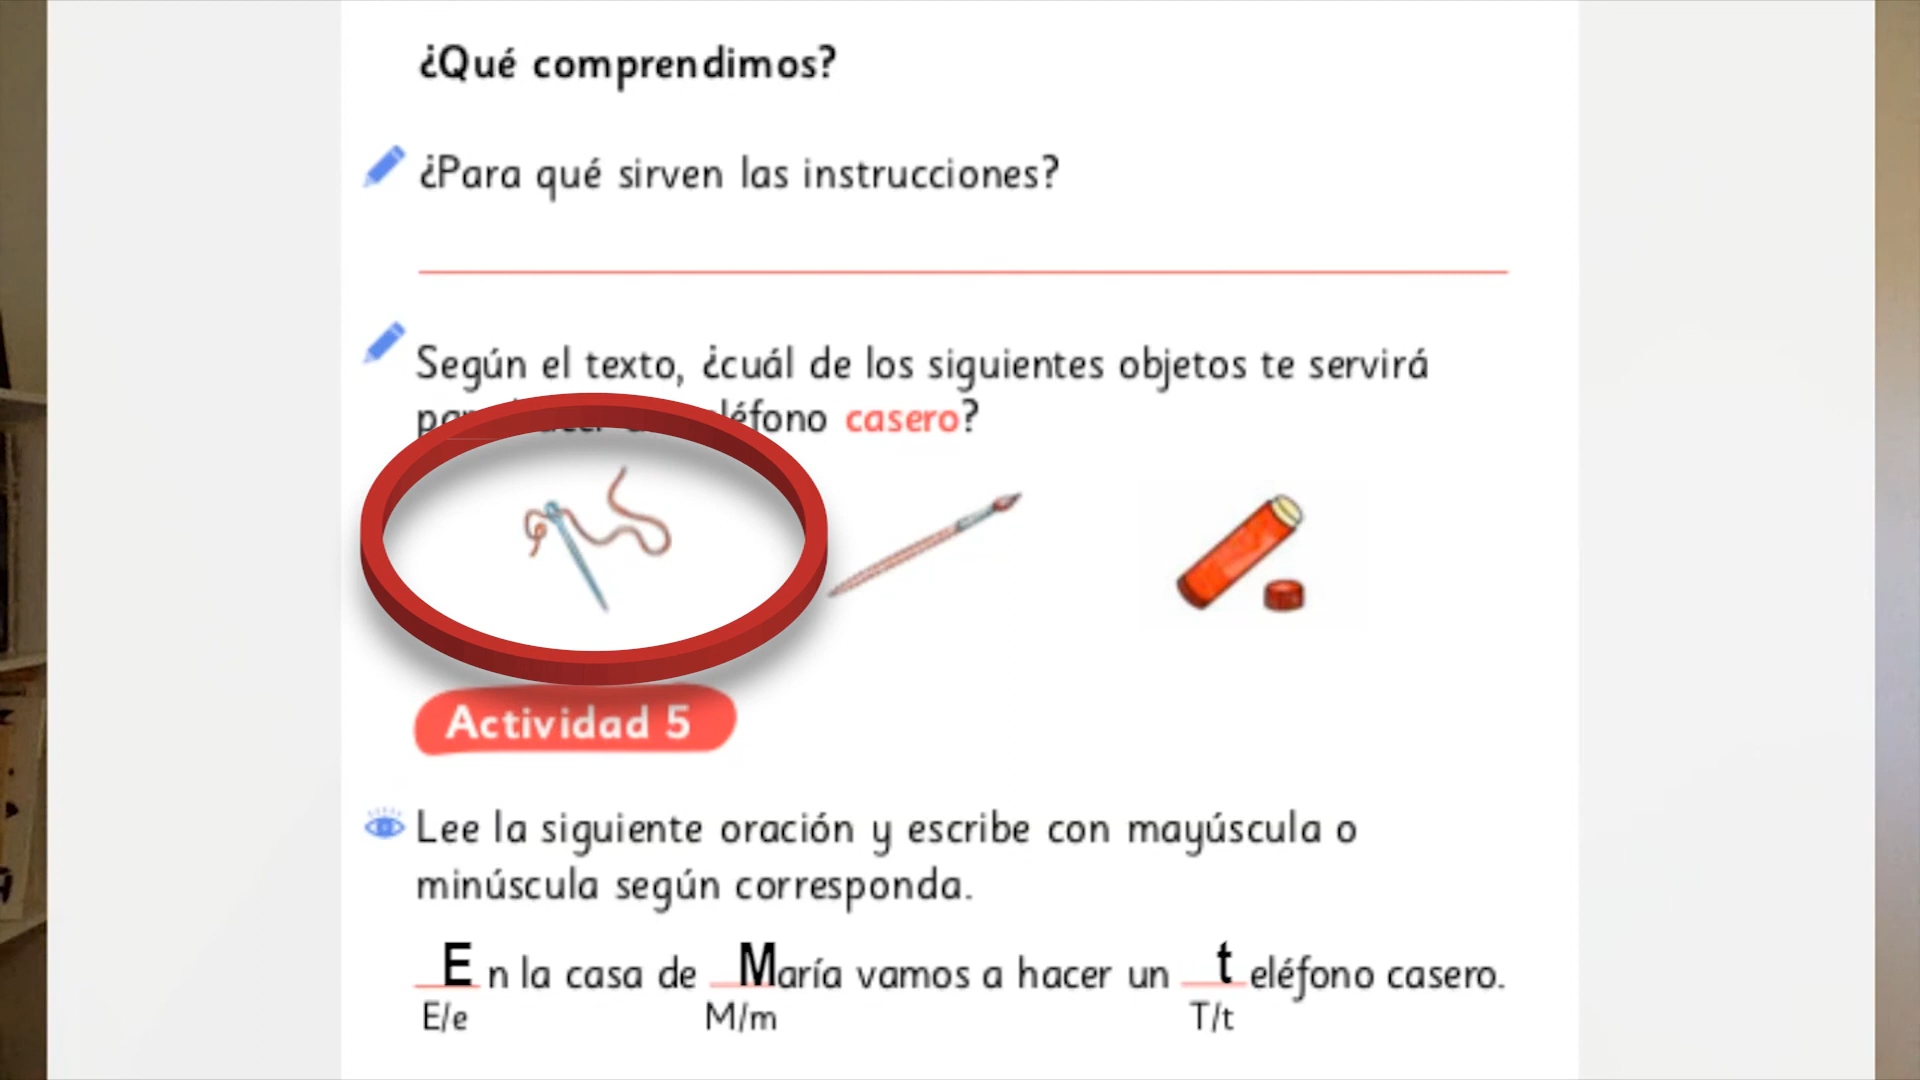 ¿Qué comprendimos?
¿Para qué sirven las instrucciones?
Según el texto, ¿cuál de los siguientes objetos te servirá
casero?
Actividad 5
Lee la siguiente oración y escribe con mayúscula o
minúscula según corresponda.
En la casa de María vamos a hacer un teléfono casero.
E/e M/m T/t